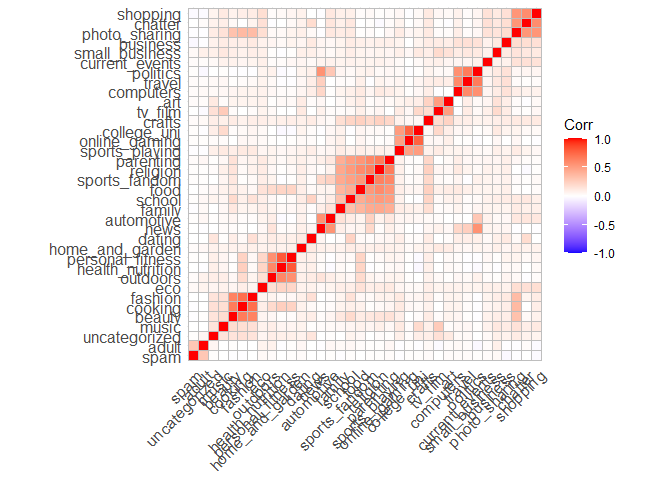 shopping
chatter
photo_sharing
business
small_business
current_events
politics
travel
computers
art
tv_film
crafts
college_uni
online_gaming
sports_playing
parenting
religion
sports_fandom
food
school
family
automotive
news
dating
home_and_garden
personal_fitness
health_nutrition
outdoors
eco
fashion
cooking
beauty
music
uncategorized
adult
spam
Corr
1.0
0.5
0.0
-0.5
-1.0
spam
adult
uncategorized
music
beauty
cooking
fashion
eco
outdoors
health_nutrition
personal_fitness
home_and_garden
dating
news
automotive
family
school
food
sports_fandom
religion
parenting
sports_playing
online_gaming
college_uni
crafts
tv_film
art
computers
travel
politics
current_events
small_business
business
photo_sharing
chatter
shopping